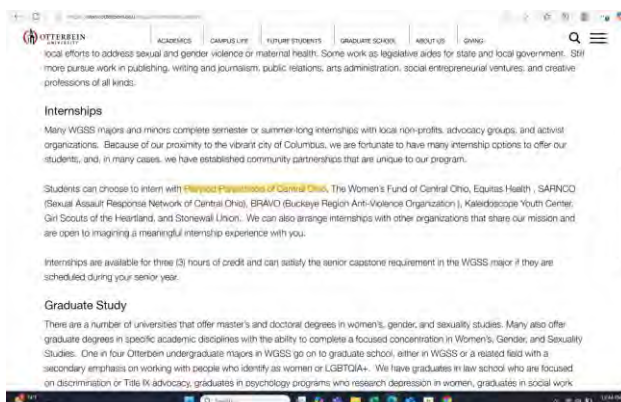 OTTERBEIN
UNIVERSITY
ACADEMICS CAMPUS LIFE FUTURE STUDENTS GRADUATE SCHOOL ABOUT US GIVING
local efforts to address sexual and gender violence or maternal health. Some work as legislative aides for state and local government. Still
more pursue work in publishing, writing and journalism, public relations, arts administration, social entrepreneurial ventures, and creative
professions of all kinds.
Internships
Many WGSS majors and minors complete semester or summer-long internships with local non-profits, advocacy groups, and activist
organizations. Because of our proximity to the vibrant city of Columbus, we are fortunate to have many internship options to offer our
students, and, in many cases, we have established community partnerships that are unique to our program.
Students can choose to intern with Planned Parenthood of Central Ohio, The Women's Fund of Central Ohio, Equitas Health , SARNCO
(Sexual Assault Response Network of Central Ohio), BRAVO (Buckeye Region Anti-Violence Organization ), Kaleidoscope Youth Center,
Girl Scouts of the Heartland, and Stonewall Union. We can also arrange internships with other organizations that share our mission and
are open to imagining a meaningful internship experience with you.
Internships are available for three (3) hours of credit and can satisfy the senior capstone requirement in the WGSS major if they are
scheduled during your senior year.
Graduate Study
There are a number of universities that offer master's and doctoral degrees in women's, gender, and sexuality studies. Many also offer
graduate degrees in specific academic disciplines with the ability to complete a focused concentration in Women's, Gender, and Sexuality
Studies. One in four Otterbein undergraduate majors in WGSS go on to graduate school, either in WGSS or a related field with a
secondary emphasis on working with people who identify as women or LGBTQIA+. We have graduates in law school who are focused
on discrimination or Title IX advocacy, graduates in psychology programs who research depression in women, graduates in social work